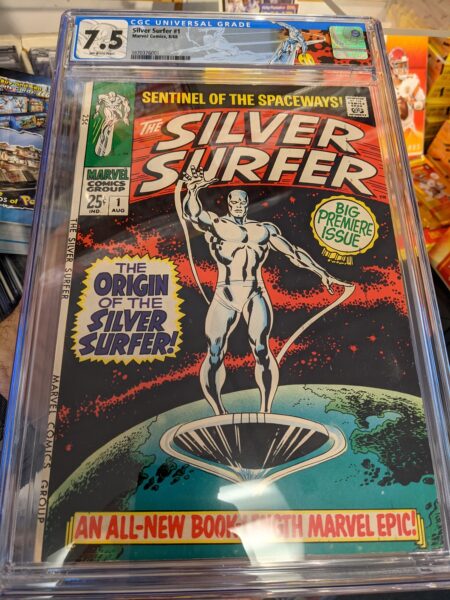 CGC UNIVERSAL GRADE
7.5
Silver Surfer #1
Marvel Comics, 8/68
SENTINEL OF THE SPACEWAYS!
THE
SILVER
SURFER
MARVEL
COMICS
GROUP
25¢
IND.
1
AUG
BIG
PREMIERE
ISSUE
THE
ORIGIN
OF THE
SILVER
SURFER!
THE SILVER SURFER
MARVEL COMICS GROUP
AN ALL-NEW BOOK-LENGTH MARVEL EPIC!